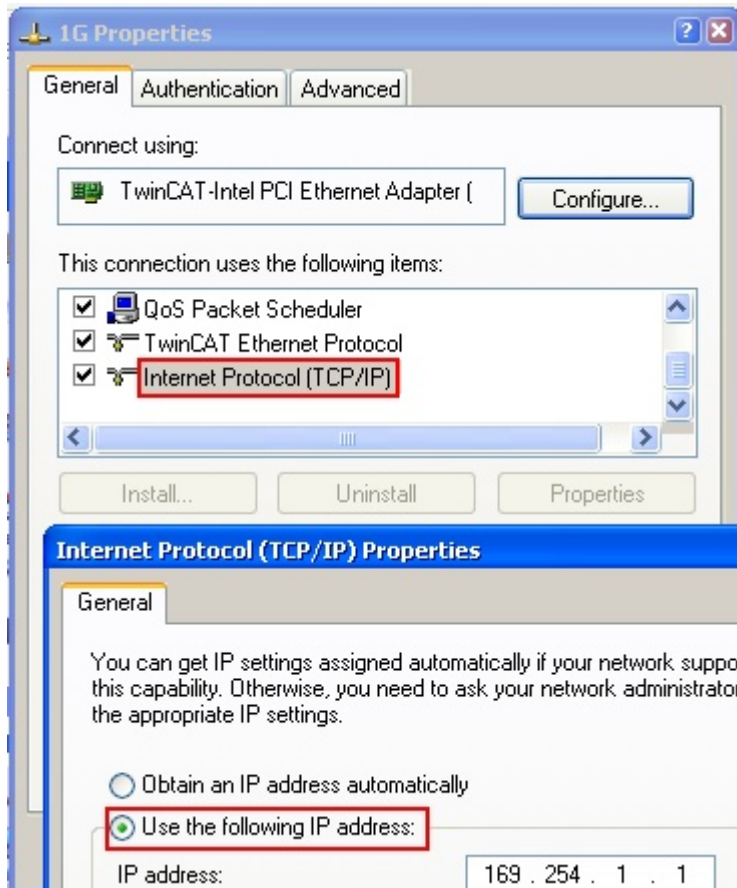 1G Properties
General Authentication Advanced
Connect using:
TwinCAT-Intel PCI Ethernet Adapter (
Configure...
This connection uses the following items:
QoS Packet Scheduler
TwinCAT Ethernet Protocol
Internet Protocol (TCP/IP)
Install... Uninstall Properties
Internet Protocol (TCP/IP) Properties
General
You can get IP settings assigned automatically if your network suppo
this capability. Otherwise, you need to ask your network administrator
the appropriate IP settings.
Obtain an IP address automatically
Use the following IP address:
IP address: 169 . 254 . 1 . 1